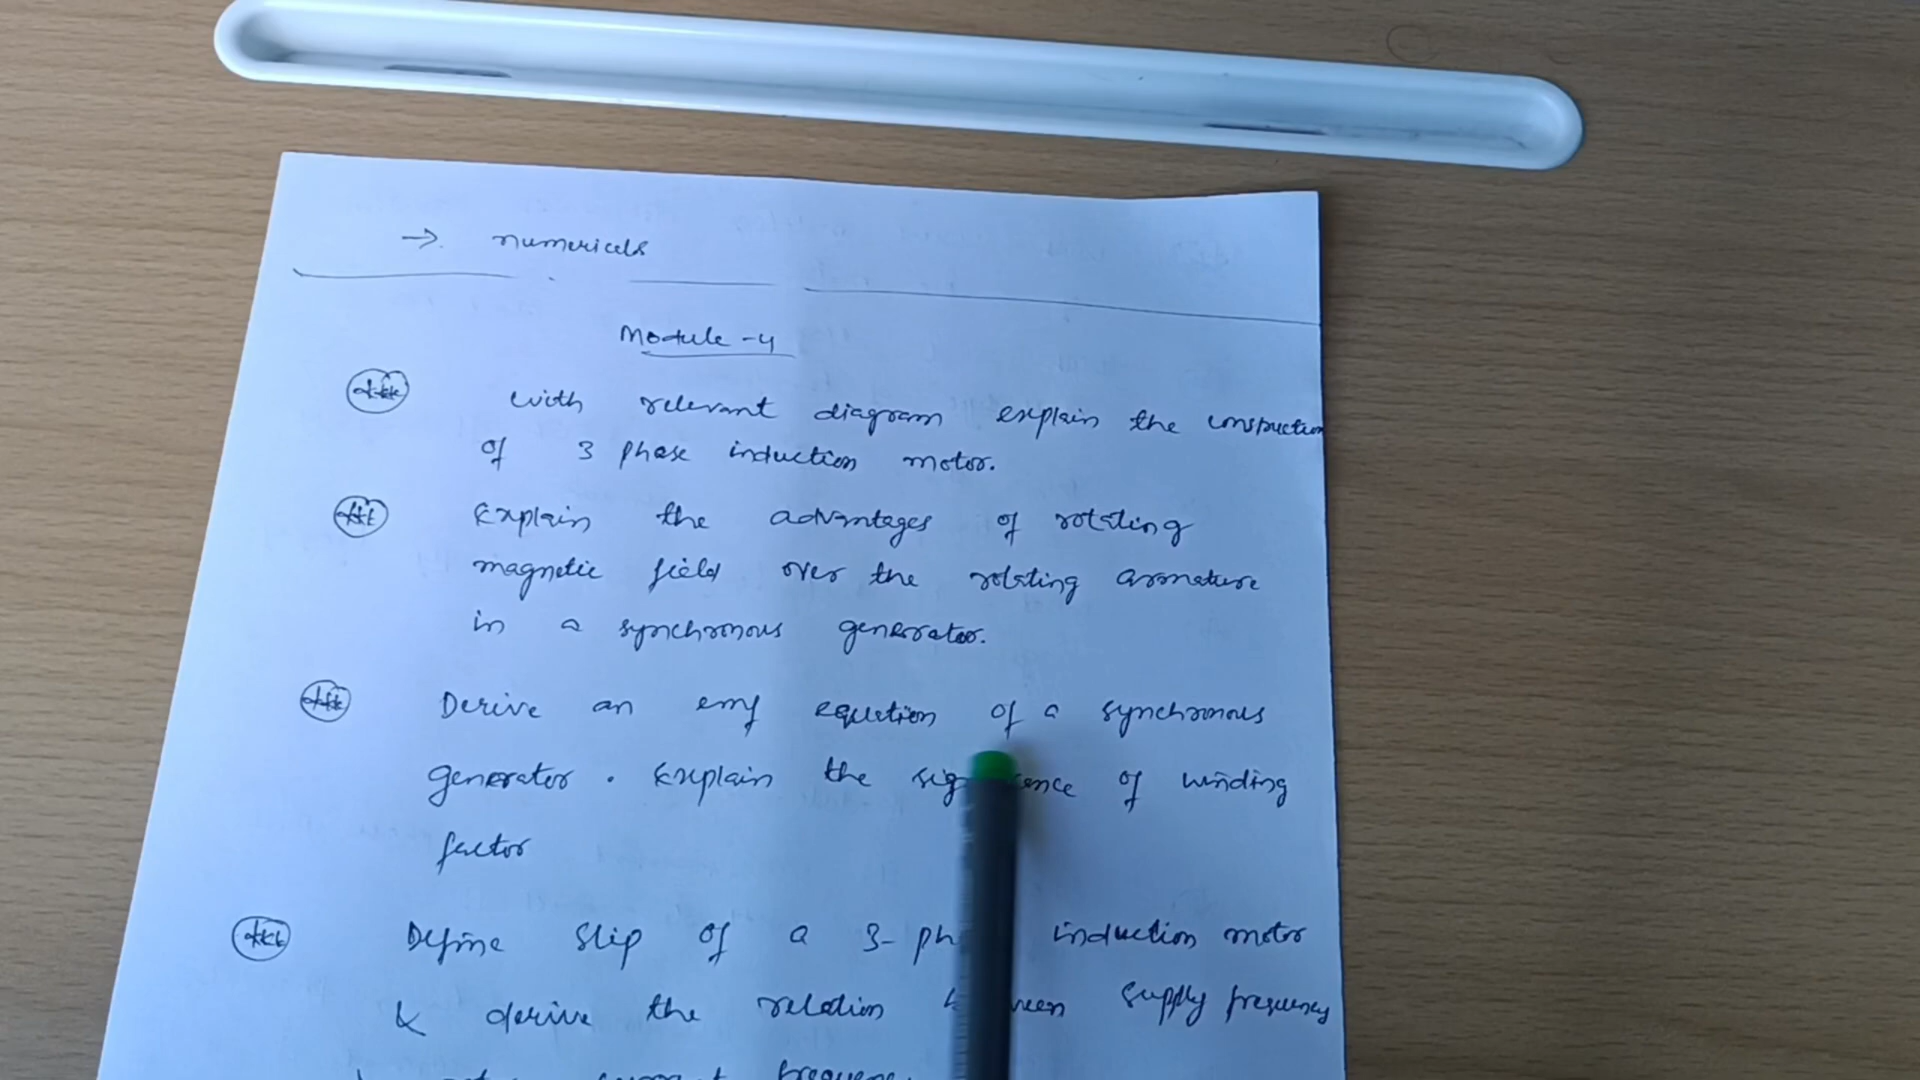 → numericals
Module -4
*** with relevant diagram explain the construction
of 3 phase induction motor.
*** Explain the advantages of rotating
magnetic field over the rotating armature
in a synchronous generator.
*** Derive an emf equation of a synchronous
generator. Explain the of winding
factor
*** Define slip of a 3- induction motor
& derive the relation supply frequency
current frequency